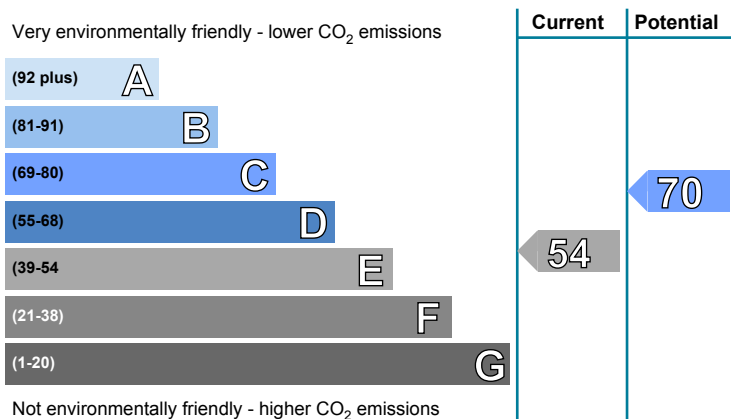 Very environmentally friendly - lower CO2 emissions
Current
Potential
(92 plus) A
(81-91) B
(69-80) C
70
(55-68) D
54
(39-54 E
(21-38) F
(1-20) G
Not environmentally friendly - higher CO2 emissions